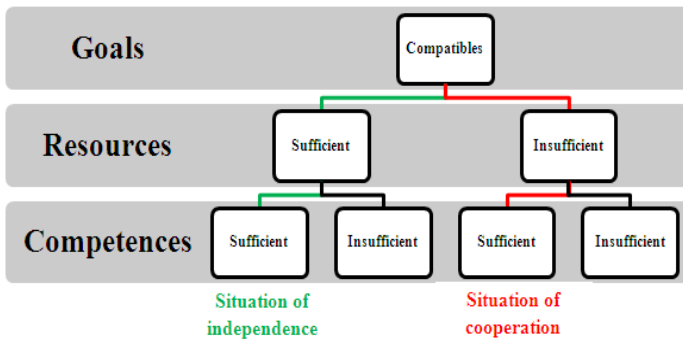 Goals
Compatibles
Resources
Sufficient
Insufficient
Competences
Sufficient
Insufficient
Sufficient
Insufficient
Situation of
independence
Situation of
cooperation